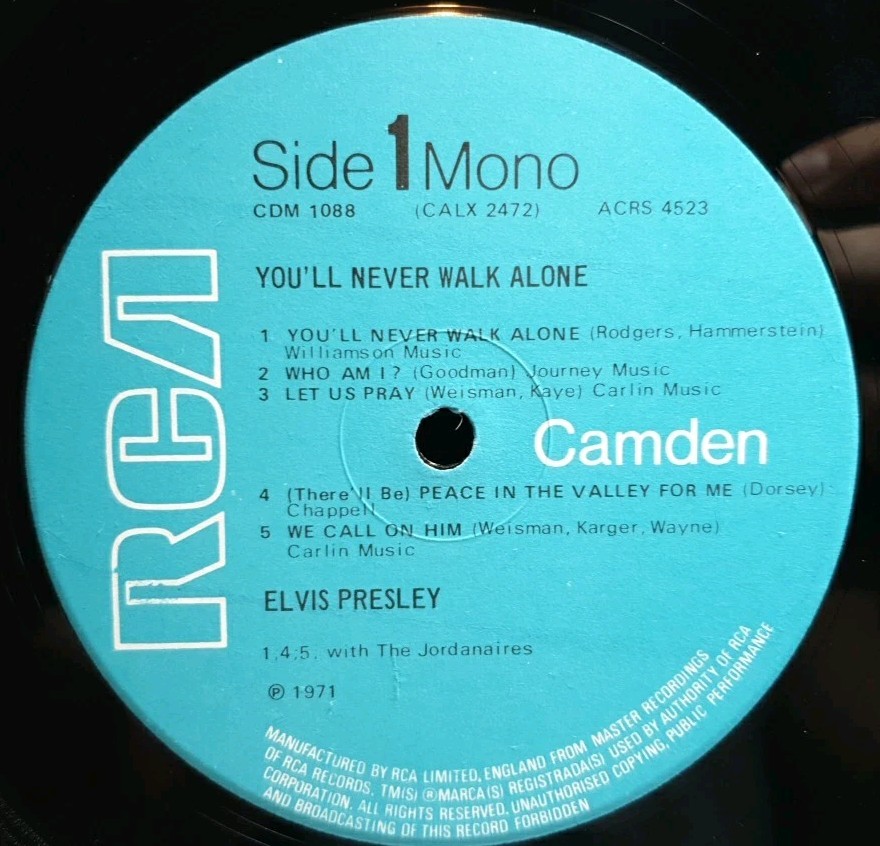 Side 1 Mono
CDM 1088 (CALX 2472) ACRS 4523
YOU'LL NEVER WALK ALONE
1 YOU'LL NEVER WALK ALONE (Rodgers, Hammerstein)
Williamson Music
2 WHO AM I? (Goodman) Journey Music
3 LET US PRAY (Weisman, Kaye) Carlin Music
RCA
Camden
4 (There'll Be) PEACE IN THE VALLEY FOR ME (Dorsey)
Chappell
5 WE CALL ON HIM (Weisman, Karger, Wayne)
Carlin Music
ELVIS PRESLEY
1,4,5, with The Jordanaires
℗ 1971
MANUFACTURED BY RCA LIMITED, ENGLAND FROM MASTER RECORDINGS
OF RCA RECORDS. TM(S) ® MARCA(S) REGISTRADA(S) USED BY AUTHORITY OF RCA
CORPORATION. ALL RIGHTS RESERVED. UNAUTHORISED COPYING, PUBLIC PERFORMANCE
AND BROADCASTING OF THIS RECORD FORBIDDEN